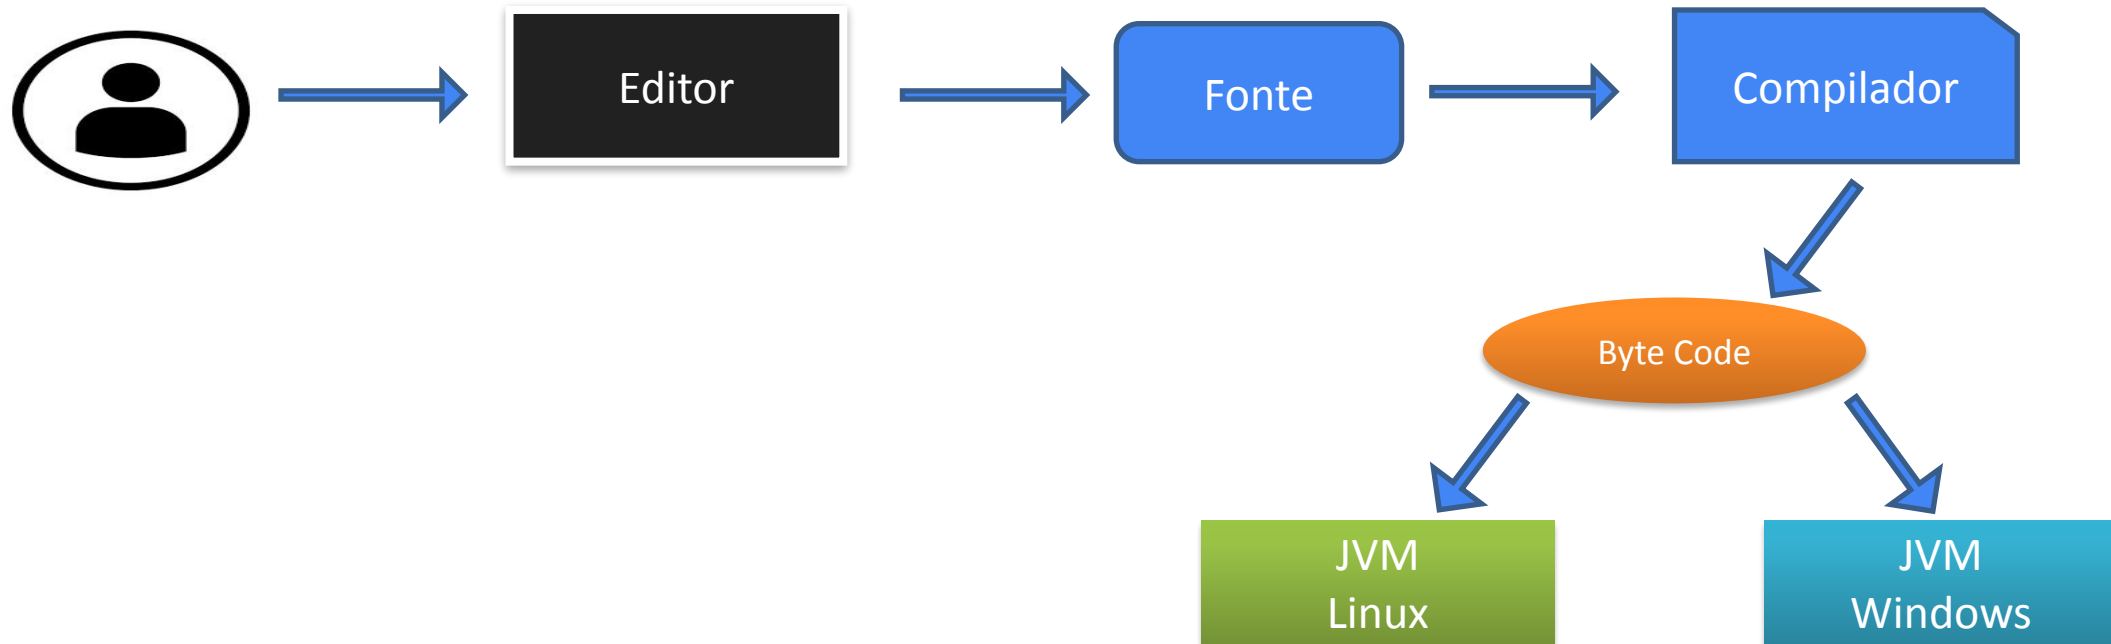 Editor
Fonte
Compilador
Byte Code
JVM
Linux
JVM
Windows